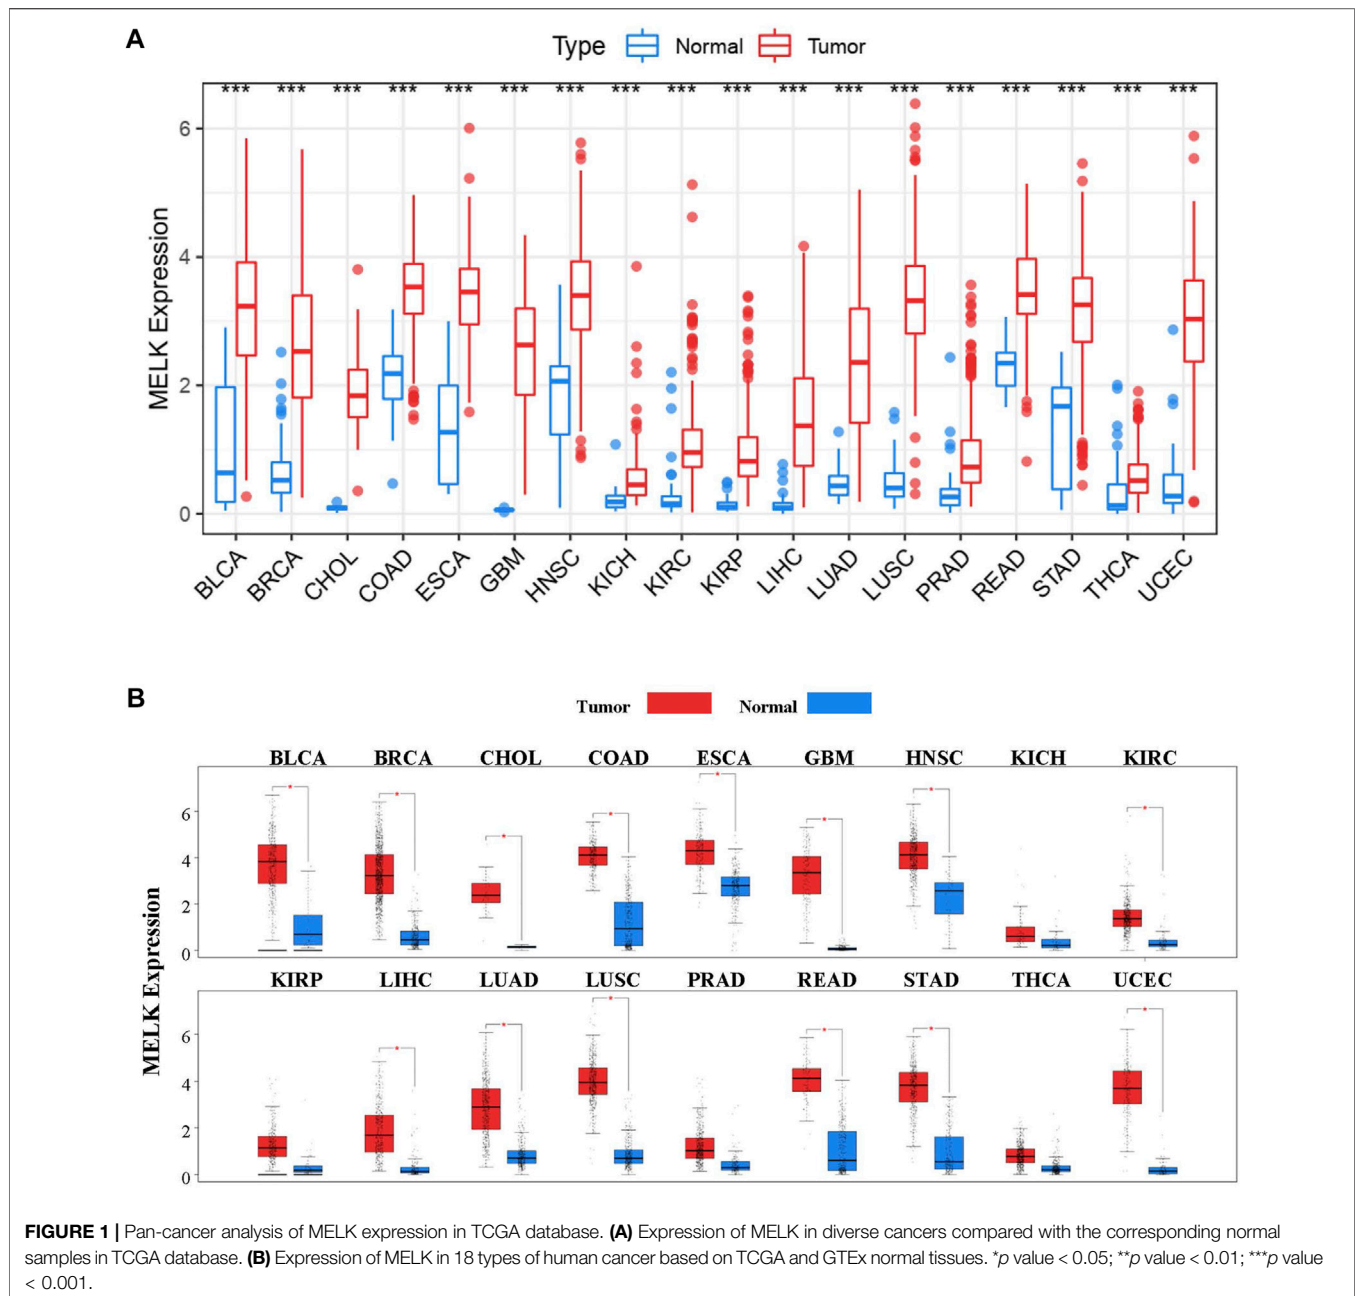 A
Type Normal Tumor
*** *** *** *** *** *** *** *** *** *** *** *** *** *** *** *** *** ***
MELK Expression
6
4
2
0
BLCA BRCA CHOL COAD ESCA GBM HNSC KICH KIRC KIRP LIHC LUAD LUSC PRAD READ STAD THCA UCEC
B
Tumor Normal
BLCA BRCA CHOL COAD ESCA GBM HNSC KICH KIRC
* * * * * * * *
6
4
2
0
MELK Expression
KIRP LIHC LUAD LUSC PRAD READ STAD THCA UCEC
* * * * * *
6
4
2
0
FIGURE 1 | Pan-cancer analysis of MELK expression in TCGA database. (A) Expression of MELK in diverse cancers compared with the corresponding normal
samples in TCGA database. (B) Expression of MELK in 18 types of human cancer based on TCGA and GTEx normal tissues. *p value < 0.05; **p value < 0.01; ***p value
< 0.001.